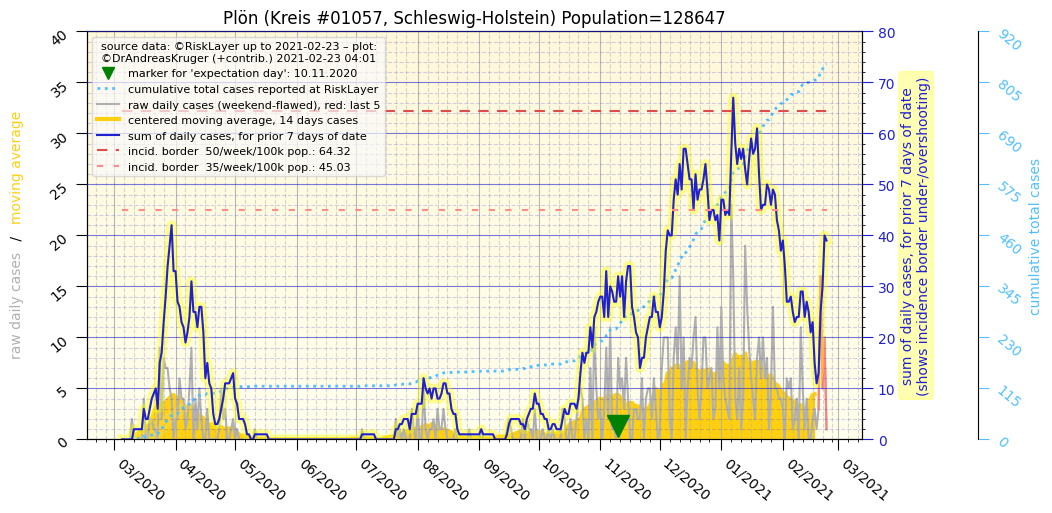 Plön (Kreis #01057, Schleswig-Holstein) Population=128647
source data: ©RiskLayer up to 2021-02-23 – plot:
©DrAndreasKruger (+contrib.) 2021-02-23 04:01
marker for 'expectation day': 10.11.2020
cumulative total cases reported at RiskLayer
raw daily cases (weekend-flawed), red: last 5
centered moving average, 14 days cases
sum of daily cases, for prior 7 days of date
incid. border  50/week/100k pop.: 64.32
incid. border  35/week/100k pop.: 45.03
raw daily cases  /  moving average
40
35
30
25
20
15
10
5
0
03/2020
04/2020
05/2020
06/2020
07/2020
08/2020
09/2020
10/2020
11/2020
12/2020
01/2021
02/2021
03/2021
80
70
60
50
40
30
20
10
0
sum of daily cases, for prior 7 days of date
(shows incidence border under-/overshooting)
920
805
690
575
460
345
230
115
0
cumulative total cases